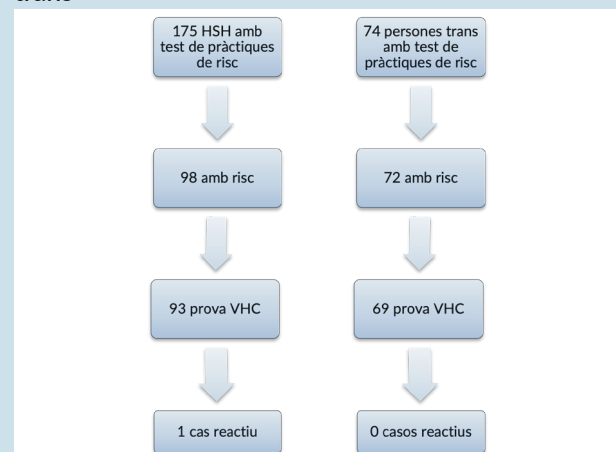 175 HSH amb
test de pràctiques
de risc
74 persones trans
amb test de
pràctiques de risc
98 amb risc
72 amb risc
93 prova VHC
69 prova VHC
1 cas reactiu
0 casos reactius